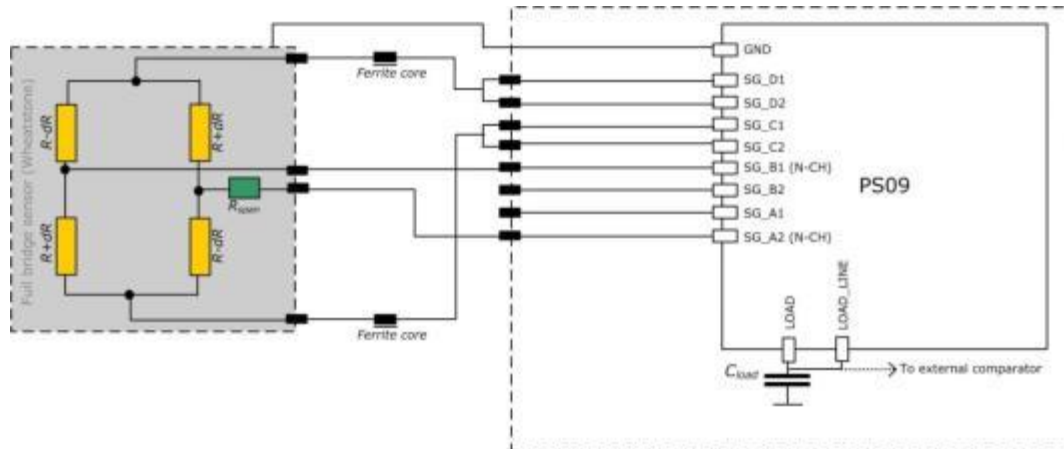 Full bridge sensor (Wheatstone)
R-dR
R+dR
R+dR
R-dR
Rspan
Ferrite core
Ferrite core
GND
SG_D1
SG_D2
SG_C1
SG_C2
SG_B1 (N-CH)
SG_B2
SG_A1
SG_A2 (N-CH)
PS09
LOAD
LOAD_LINE
Cload
To external comparator